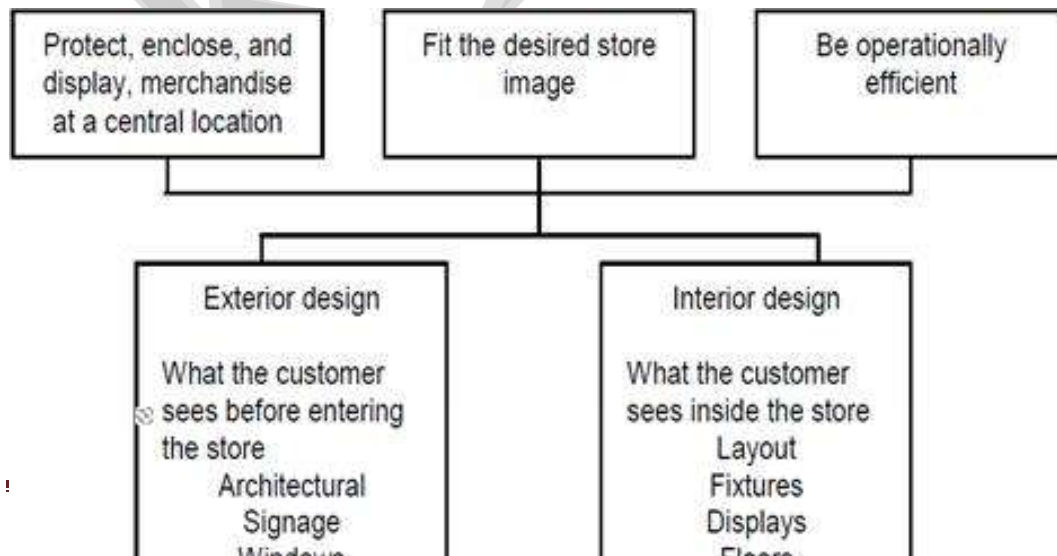 Protect, enclose, and
display, merchandise
at a central location
Fit the desired store
image
Be operationally
efficient
Exterior design
What the customer
sees before entering
the store
Architectural
Signage
Windows
Interior design
What the customer
sees inside the store
Layout
Fixtures
Displays
Floors